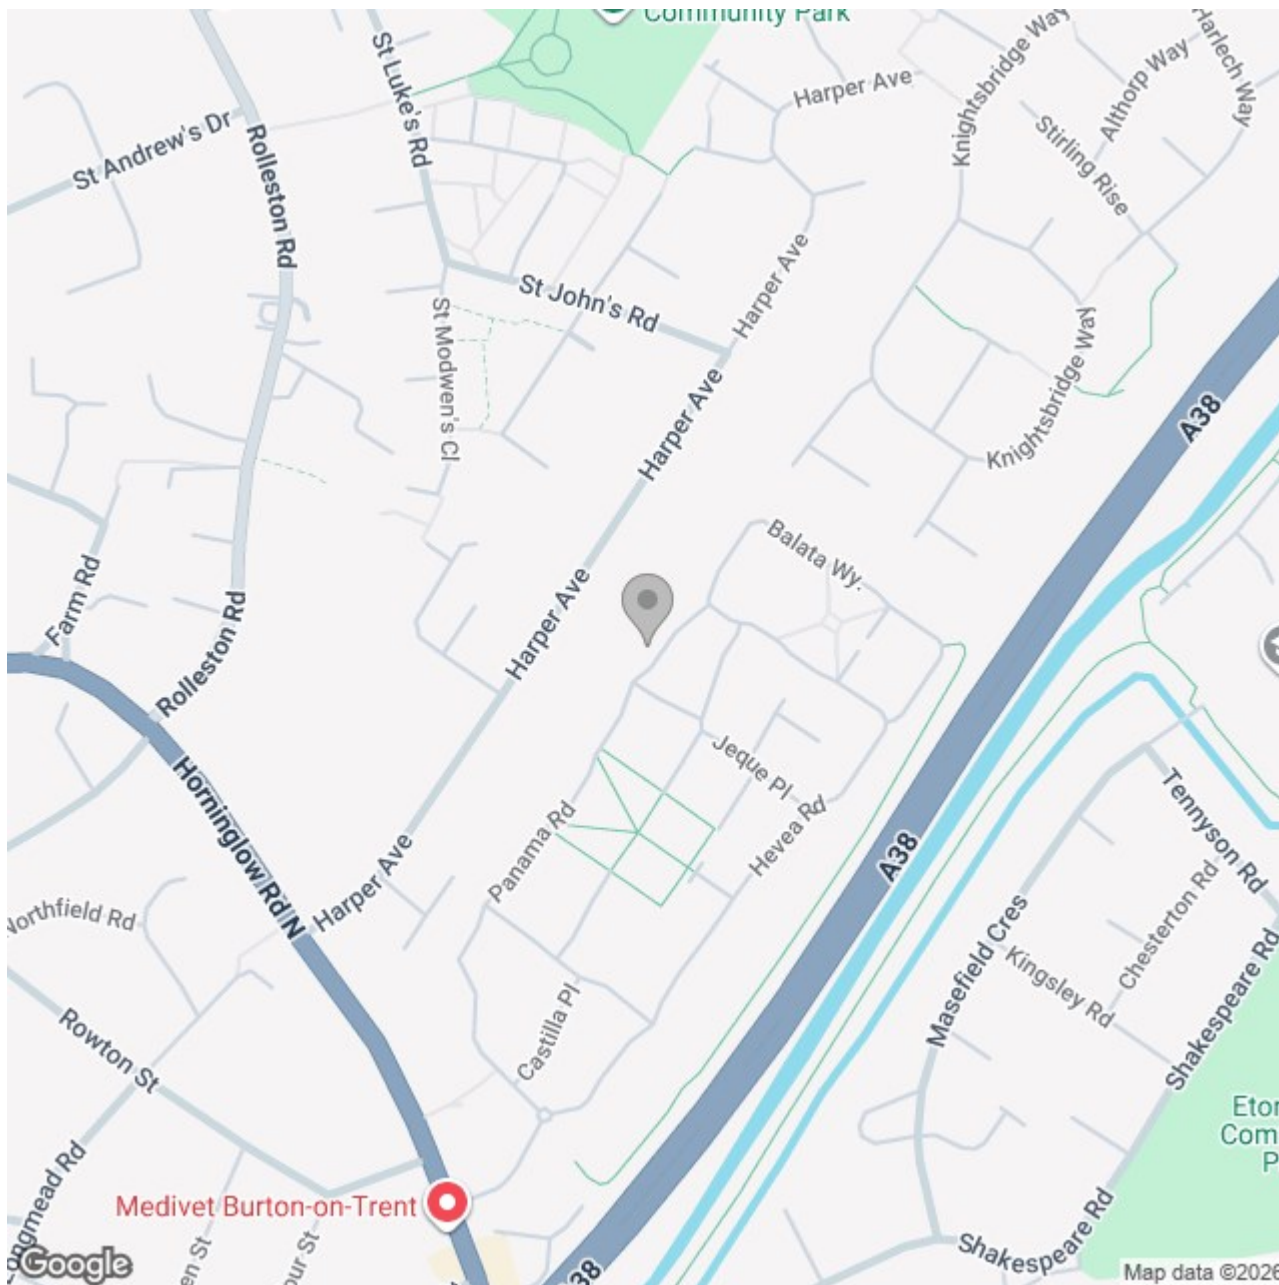 Community Park
St Luke's Rd
Harper Ave
Knightsbridge Way
Harlech Way
Althorp Way
Stirling Rise
St Andrew's Dr
Rolleston Rd
St John's Rd
Harper Ave
St Modwen's Cl
Knightsbridge Way
Harper Ave
A38
Balata Wy.
Farm Rd
Harper Ave
Rolleston Rd
Jeque Pl
Horninglow Rd N
Panama Rd
Hevea Rd
Tennyson Rd
A38
Harper Ave
Northfield Rd
Chesterton Rd
Masefield Cres
Kingsley Rd
Shakespeare Rd
Castilla Pl
Rowton St
Medivet Burton-on-Trent
Shakespeare Rd
Google
Map data ©2026